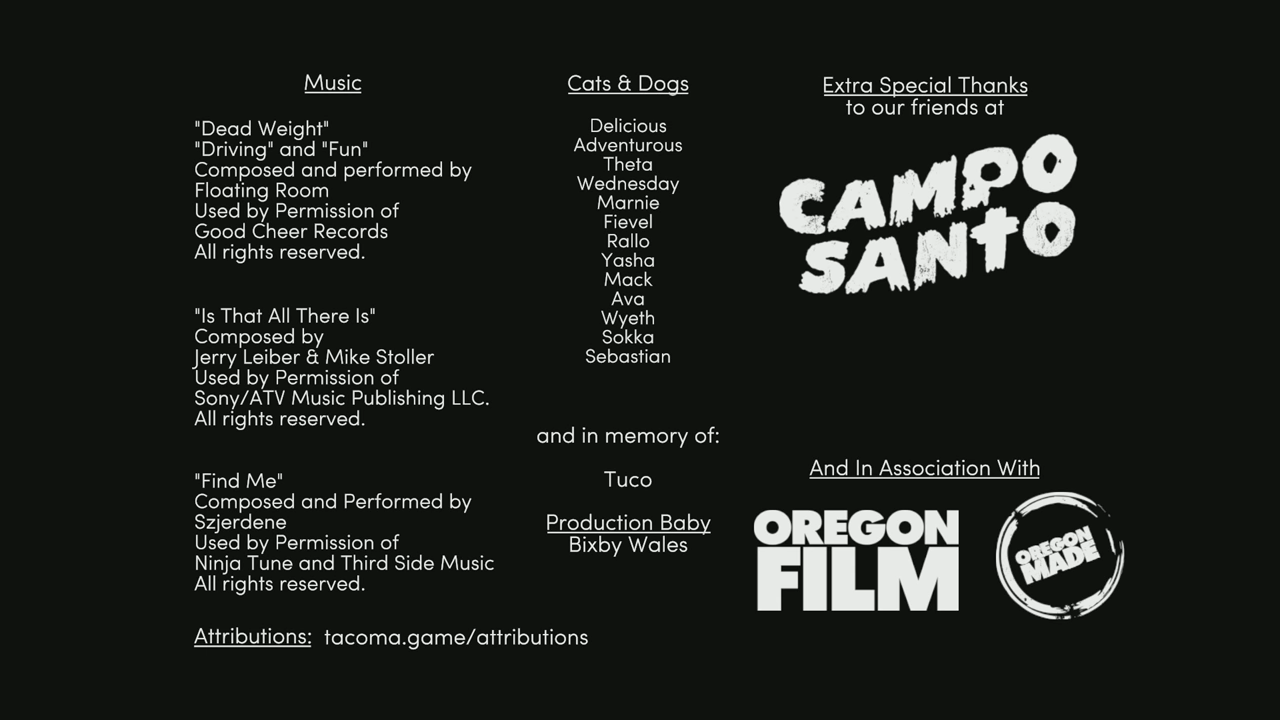 Music
"Dead Weight"
"Driving" and "Fun"
Composed and performed by
Floating Room
Used by Permission of
Good Cheer Records
All rights reserved.
"Is That All There Is"
Composed by
Jerry Leiber & Mike Stoller
Used by Permission of
Sony/ATV Music Publishing LLC.
All rights reserved.
"Find Me"
Composed and Performed by
Szjerdene
Used by Permission of
Ninja Tune and Third Side Music
All rights reserved.
Attributions: tacoma.game/attributions
Cats & Dogs
Delicious
Adventurous
Theta
Wednesday
Marnie
Fievel
Rallo
Yasha
Mack
Ava
Wyeth
Sokka
Sebastian
and in memory of:
Tuco
Production Baby
Bixby Wales
Extra Special Thanks
to our friends at
CAMPO
SANTO
And In Association With
OREGON
FILM
OREGON
MADE